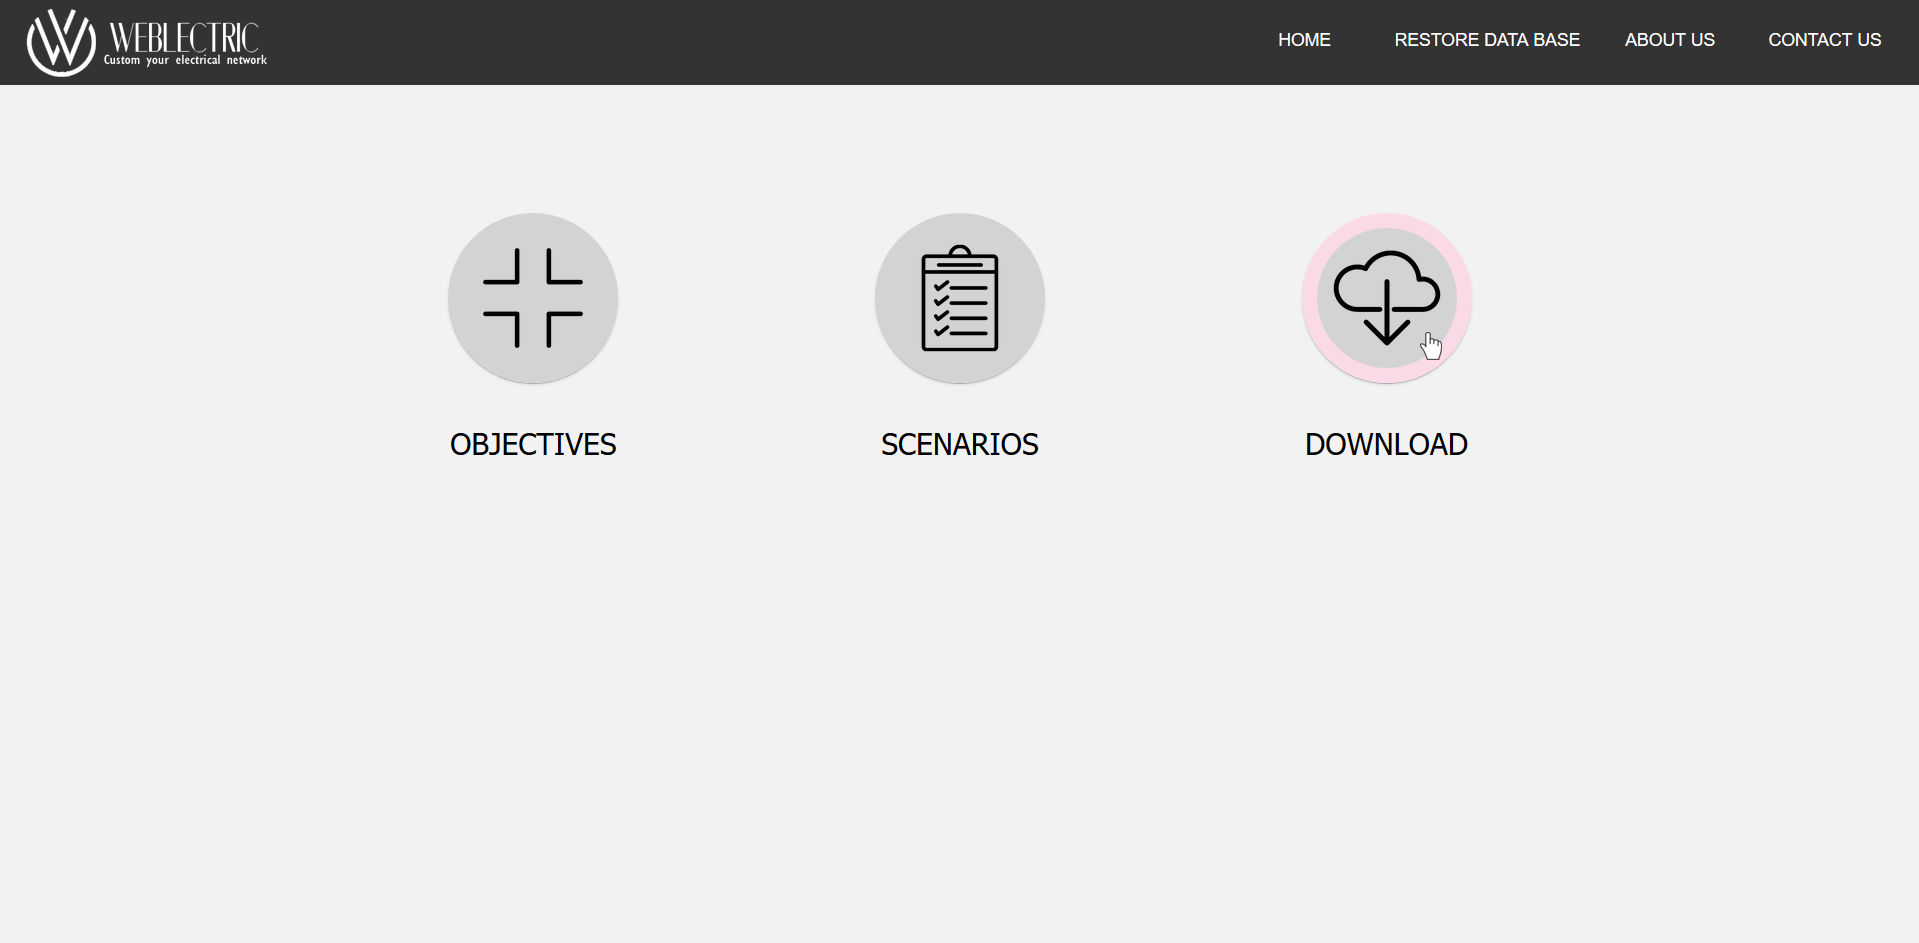 WEBLECTRIC
Custom your electrical network
HOME RESTORE DATA BASE ABOUT US CONTACT US
OBJECTIVES SCENARIOS DOWNLOAD